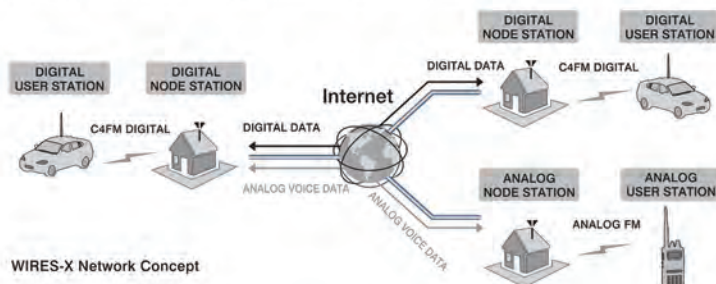 DIGITAL
NODE STATION
DIGITAL
USER STATION
DIGITAL DATA
C4FM DIGITAL
DIGITAL
USER STATION
DIGITAL
NODE STATION
Internet
C4FM DIGITAL
DIGITAL DATA
ANALOG VOICE DATA
ANALOG VOICE DATA
ANALOG
NODE STATION
ANALOG
USER STATION
ANALOG FM
WIRES-X Network Concept